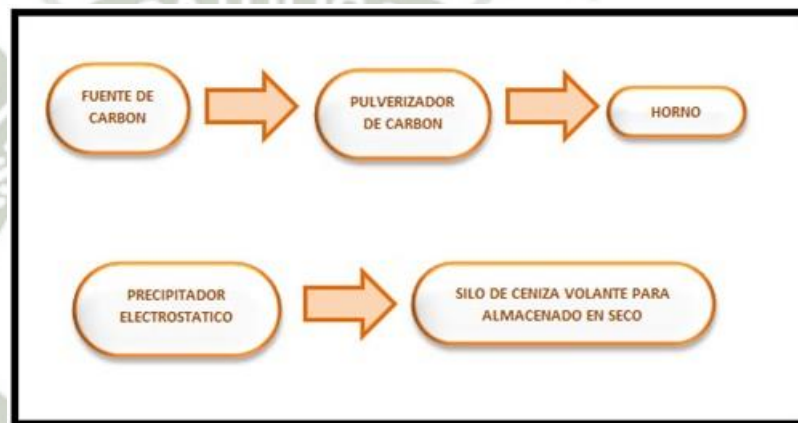 FUENTE DE
CARBON
PULVERIZADOR
DE CARBON
HORNO
PRECIPITADOR
ELECTROSTATICO
SILO DE CENIZA VOLANTE PARA
ALMACENADO EN SECO